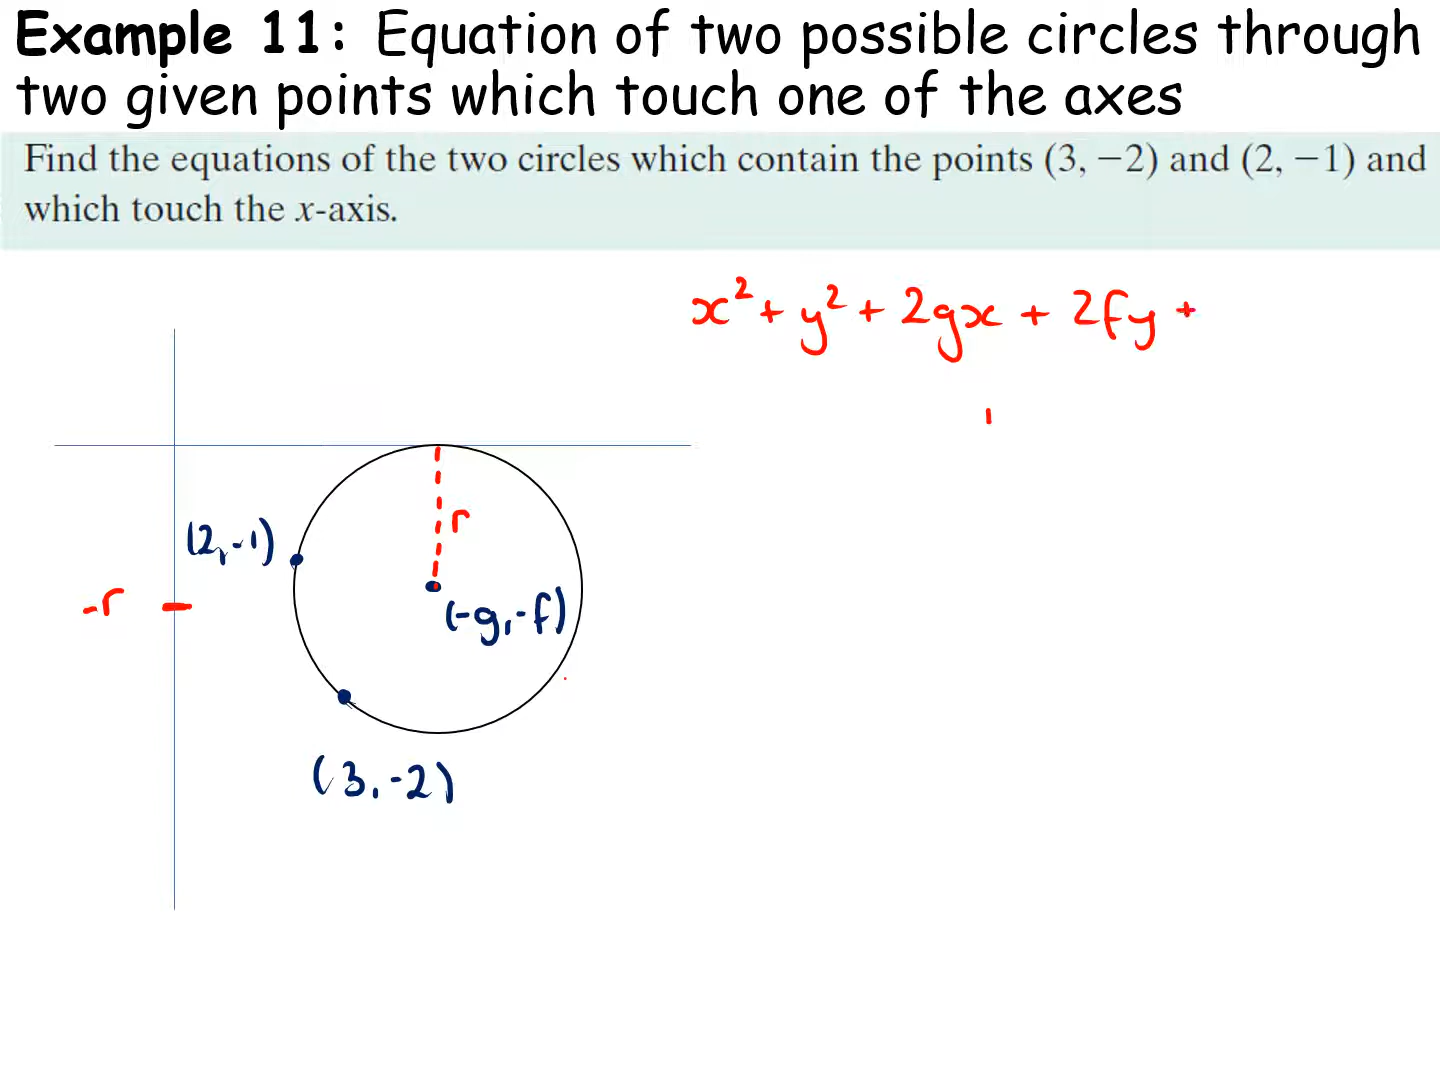 Example 11: Equation of two possible circles through
two given points which touch one of the axes
Find the equations of the two circles which contain the points (3, −2) and (2, −1) and
which touch the x-axis.
x² + y² + 2gx + 2fy +
r
(2, -1)
-r
(-g, -f)
(3, -2)